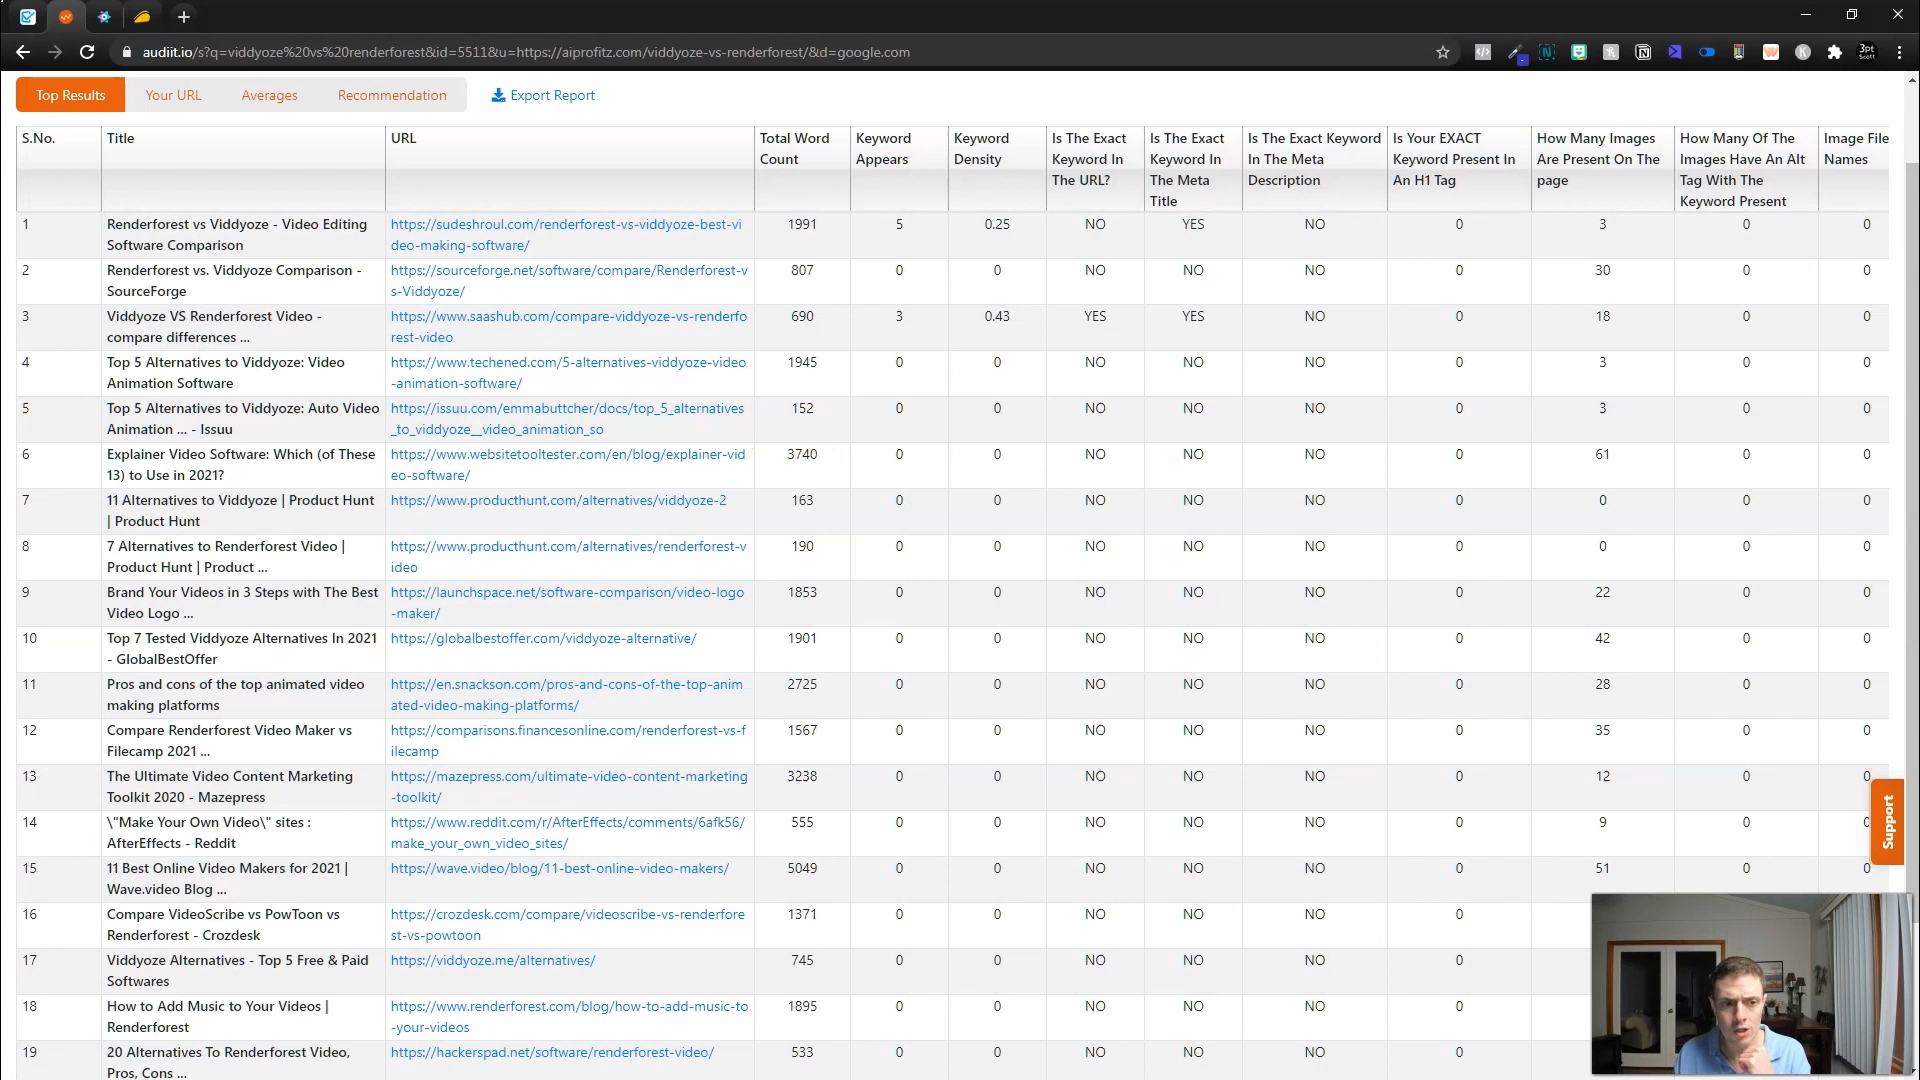 audiit.io/s?q=viddyoze%20vs%20renderforest&id=5511&u=https://aiprofitz.com/viddyoze-vs-renderforest/&d=google.com
3pt
Scott
Top Results
Your URL
Averages
Recommendation
Export Report
S.No.
Title
URL
Total Word
Count
Keyword
Appears
Keyword
Density
Is The Exact
Keyword In
The URL?
Is The Exact
Keyword In
The Meta
Title
Is The Exact Keyword
In The Meta
Description
Is Your EXACT
Keyword Present In
An H1 Tag
How Many Images
Are Present On The
page
How Many Of The
Images Have An Alt
Tag With The
Keyword Present
Image File
Names
1 Renderforest vs Viddyoze - Video Editing https://sudeshroul.com/renderforest-vs-viddyoze-best-vi 1991 5 0.25 NO YES NO 0 3 0 0
Software Comparison deo-making-software/
2 Renderforest vs. Viddyoze Comparison - https://sourceforge.net/software/compare/Renderforest-v 807 0 0 NO NO NO 0 30 0 0
SourceForge s-Viddyoze/
3 Viddyoze VS Renderforest Video - https://www.saashub.com/compare-viddyoze-vs-renderfo 690 3 0.43 YES YES NO 0 18 0 0
compare differences ... rest-video
4 Top 5 Alternatives to Viddyoze: Video https://www.techened.com/5-alternatives-viddyoze-video 1945 0 0 NO NO NO 0 3 0 0
Animation Software -animation-software/
5 Top 5 Alternatives to Viddyoze: Auto Video https://issuu.com/emmabuttcher/docs/top_5_alternatives 152 0 0 NO NO NO 0 3 0 0
Animation ... - Issuu _to_viddyoze__video_animation_so
6 Explainer Video Software: Which (of These https://www.websitetooltester.com/en/blog/explainer-vid 3740 0 0 NO NO NO 0 61 0 0
13) to Use in 2021? eo-software/
7 11 Alternatives to Viddyoze | Product Hunt https://www.producthunt.com/alternatives/viddyoze-2 163 0 0 NO NO NO 0 0 0 0
| Product Hunt
8 7 Alternatives to Renderforest Video | https://www.producthunt.com/alternatives/renderforest-v 190 0 0 NO NO NO 0 0 0 0
Product Hunt | Product ... ideo
9 Brand Your Videos in 3 Steps with The Best https://launchspace.net/software-comparison/video-logo 1853 0 0 NO NO NO 0 22 0 0
Video Logo ... -maker/
10 Top 7 Tested Viddyoze Alternatives In 2021 https://globalbestoffer.com/viddyoze-alternative/ 1901 0 0 NO NO NO 0 42 0 0
- GlobalBestOffer
11 Pros and cons of the top animated video https://en.snackson.com/pros-and-cons-of-the-top-anim 2725 0 0 NO NO NO 0 28 0 0
making platforms ated-video-making-platforms/
12 Compare Renderforest Video Maker vs https://comparisons.financesonline.com/renderforest-vs-f 1567 0 0 NO NO NO 0 35 0 0
Filecamp 2021 ... ilecamp
13 The Ultimate Video Content Marketing https://mazepress.com/ultimate-video-content-marketing 3238 0 0 NO NO NO 0 12 0 0
Toolkit 2020 - Mazepress -toolkit/
14 \"Make Your Own Video\" sites : https://www.reddit.com/r/AfterEffects/comments/6afk56/ 555 0 0 NO NO NO 0 9 0 0
AfterEffects - Reddit make_your_own_video_sites/
Support
15 11 Best Online Video Makers for 2021 | https://wave.video/blog/11-best-online-video-makers/ 5049 0 0 NO NO NO 0 51 0 0
Wave.video Blog ...
16 Compare VideoScribe vs PowToon vs https://crozdesk.com/compare/videoscribe-vs-renderfore 1371 0 0 NO NO NO 0
Renderforest - Crozdesk st-vs-powtoon
17 Viddyoze Alternatives - Top 5 Free & Paid https://viddyoze.me/alternatives/ 745 0 0 NO NO NO 0
Softwares
18 How to Add Music to Your Videos | https://www.renderforest.com/blog/how-to-add-music-to 1895 0 0 NO NO NO 0
Renderforest -your-videos
19 20 Alternatives To Renderforest Video, https://hackerspad.net/software/renderforest-video/ 533 0 0 NO NO NO 0
Pros, Cons ...